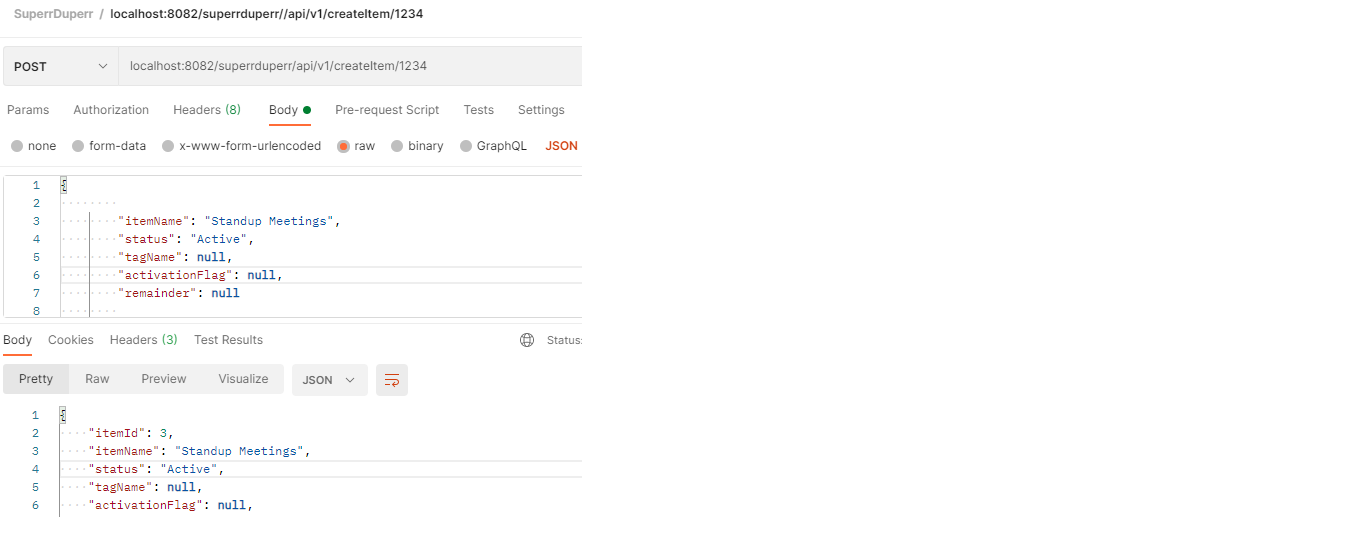 SuperrDuperr / localhost:8082/superrduperr//api/v1/createItem/1234
POST localhost:8082/superrduperr/api/v1/createItem/1234
Params Authorization Headers (8) Body Pre-request Script Tests Settings
none form-data x-www-form-urlencoded raw binary GraphQL JSON
1 {
2
3 "itemName": "Standup Meetings",
4 "status": "Active",
5 "tagName": null,
6 "activationFlag": null,
7 "remainder": null
8
Body Cookies Headers (3) Test Results Status:
Pretty Raw Preview Visualize JSON
1 {
2 "itemId": 3,
3 "itemName": "Standup Meetings",
4 "status": "Active",
5 "tagName": null,
6 "activationFlag": null,